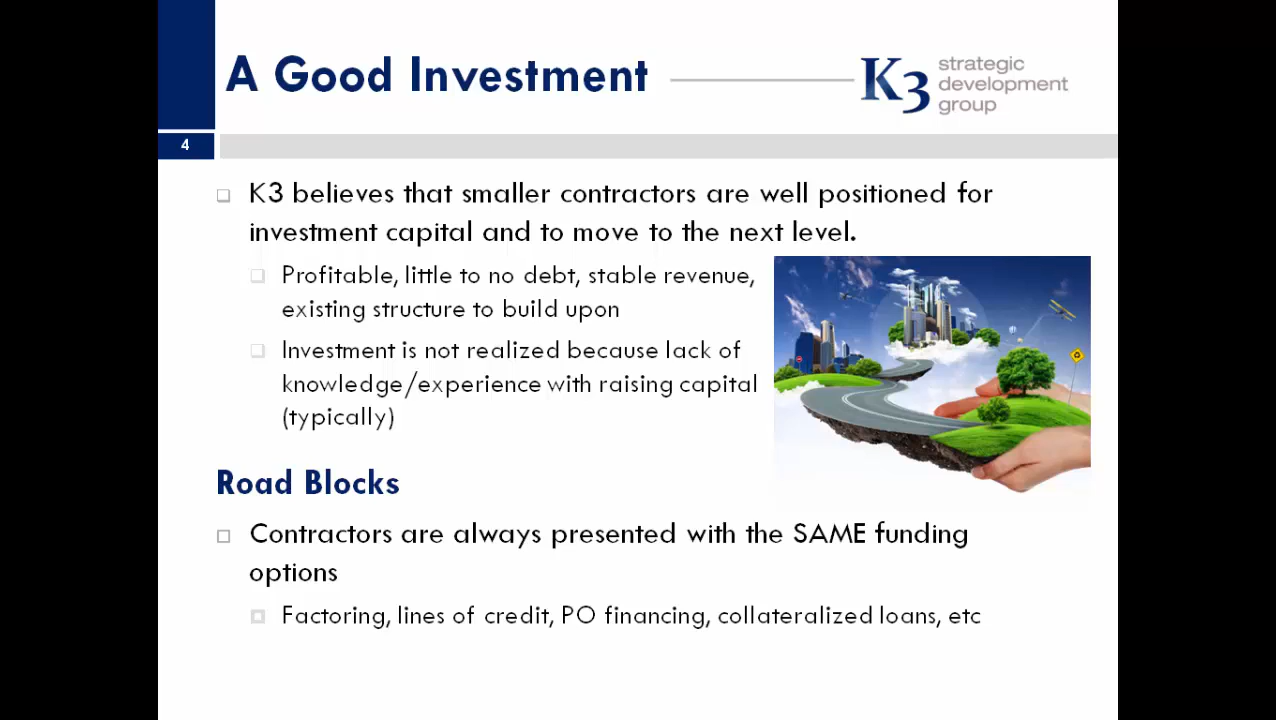 A Good Investment
K3 strategic
development
group
4
K3 believes that smaller contractors are well positioned for
investment capital and to move to the next level.
Profitable, little to no debt, stable revenue,
existing structure to build upon
Investment is not realized because lack of
knowledge/experience with raising capital
(typically)
Road Blocks
Contractors are always presented with the SAME funding
options
Factoring, lines of credit, PO financing, collateralized loans, etc